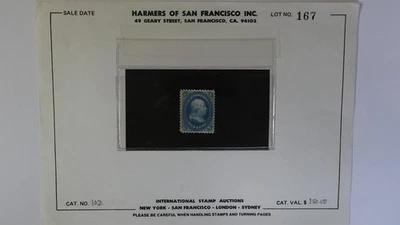 SALE DATE
HARMERS OF SAN FRANCISCO INC.
49 GEARY STREET, SAN FRANCISCO, CA. 94102
LOT NO. 167
CAT. NO. 102
INTERNATIONAL STAMP AUCTIONS
NEW YORK - SAN FRANCISCO - LONDON - SYDNEY
CAT. VAL. $
PLEASE BE CAREFUL WHEN HANDLING STAMPS AND TURNING PAGES